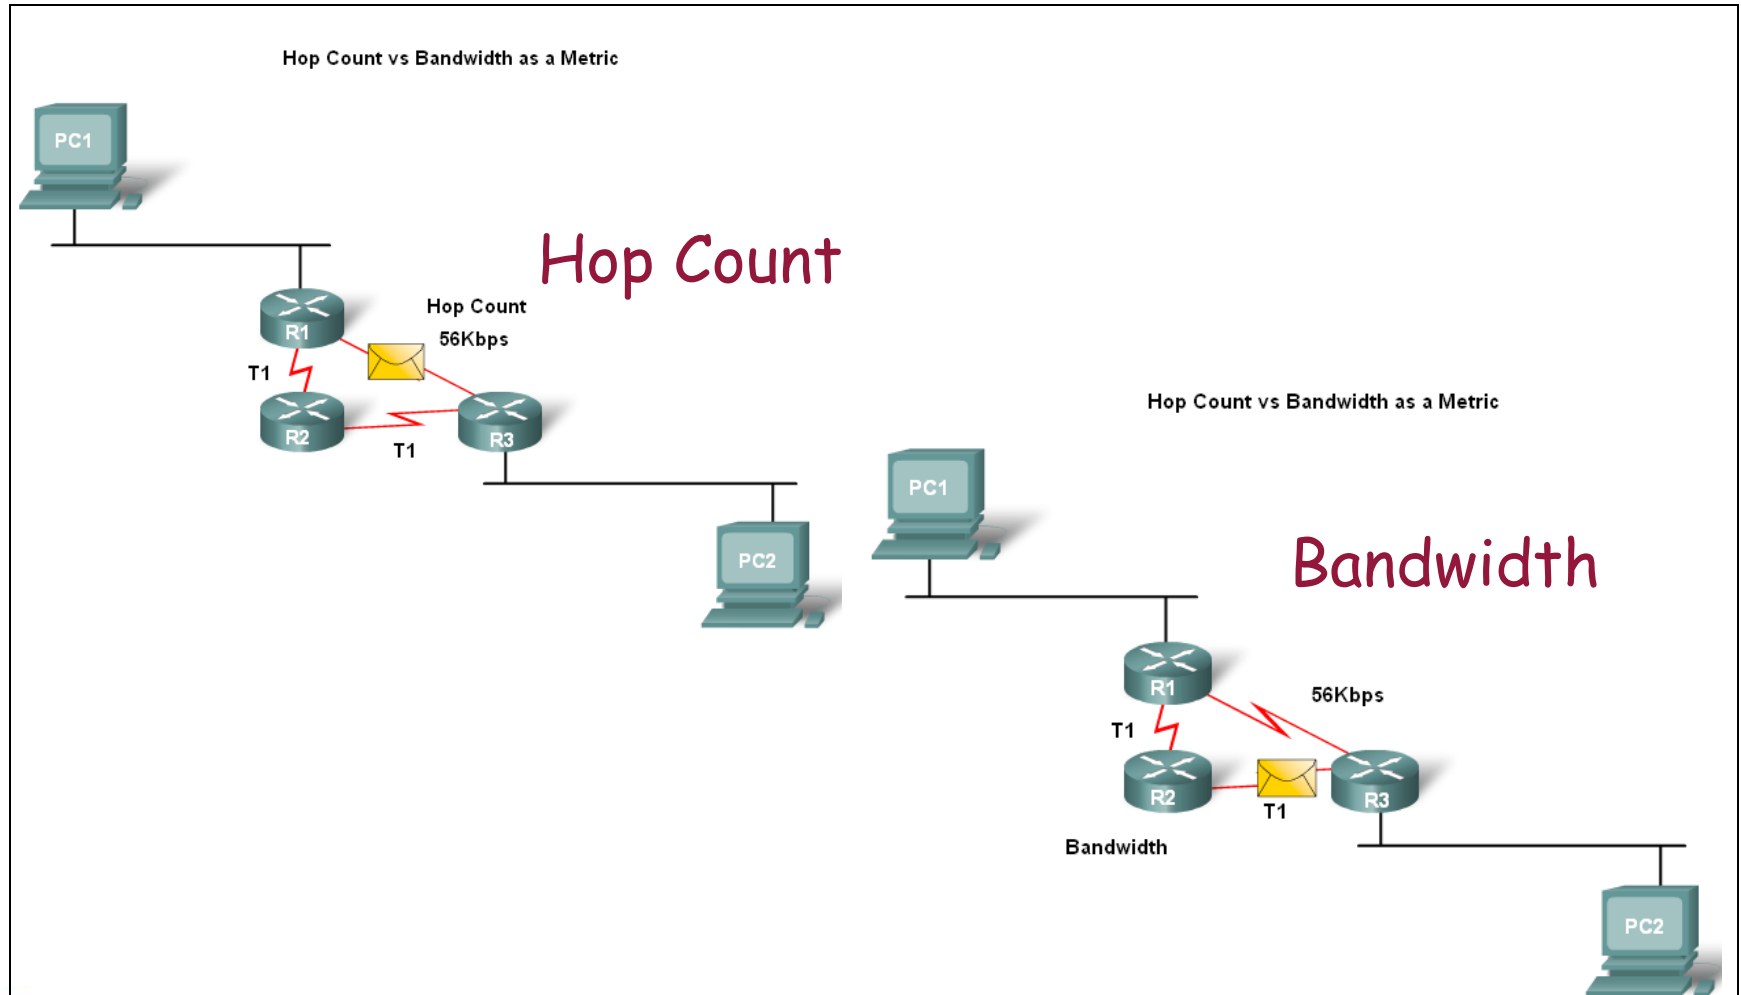 Hop Count vs Bandwidth as a Metric
PC1
Hop Count
Hop Count
56Kbps
R1
T1
R2
R3
T1
PC2
Hop Count vs Bandwidth as a Metric
PC1
Bandwidth
R1
56Kbps
T1
R2
R3
T1
Bandwidth
PC2